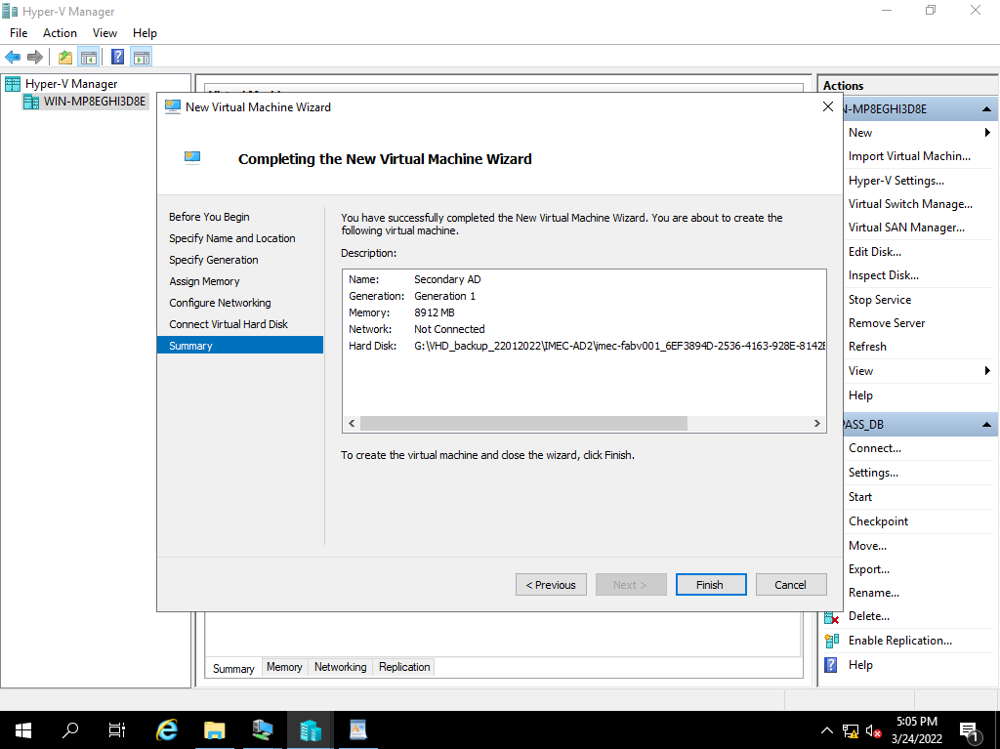 Hyper-V Manager
File Action View Help
Hyper-V Manager
WIN-MP8EGHI3D8E
New Virtual Machine Wizard
Completing the New Virtual Machine Wizard
Before You Begin
Specify Name and Location
Specify Generation
Assign Memory
Configure Networking
Connect Virtual Hard Disk
Summary
You have successfully completed the New Virtual Machine Wizard. You are about to create the
following virtual machine.
Description:
Name: Secondary AD
Generation: Generation 1
Memory: 8912 MB
Network: Not Connected
Hard Disk: G:\VHD_backup_22012022\IMEC-AD2\imec-fabv001_6EF3894D-2536-4163-928E-8142E
To create the virtual machine and close the wizard, click Finish.
< Previous Next > Finish Cancel
Summary Memory Networking Replication
Actions
N-MP8EGHI3D8E
New
Import Virtual Machin...
Hyper-V Settings...
Virtual Switch Manage...
Virtual SAN Manager...
Edit Disk...
Inspect Disk...
Stop Service
Remove Server
Refresh
View
Help
PASS_DB
Connect...
Settings...
Start
Checkpoint
Move...
Export...
Rename...
Delete...
Enable Replication...
Help
5:05 PM
3/24/2022
1